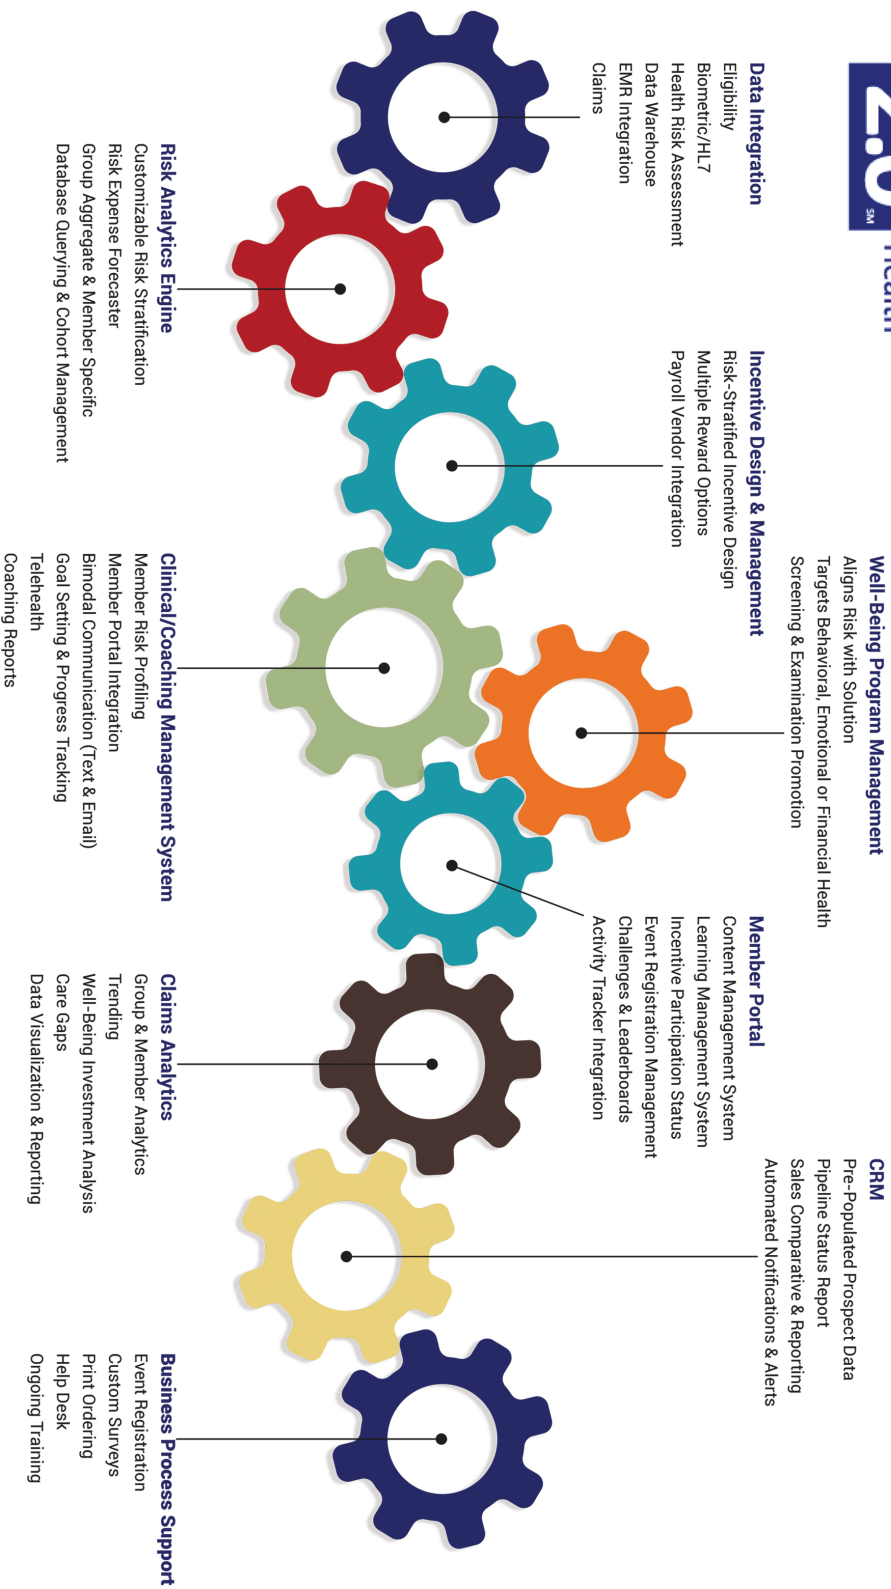 2.0
SM
Health
Well-Being Program Management
Aligns Risk with Solution
Targets Behavioral, Emotional or Financial Health
Screening & Examination Promotion
CRM
Pre-Populated Prospect Data
Pipeline Status Report
Sales Comparative & Reporting
Automated Notifications & Alerts
Data Integration
Eligibility
Biometric/HL7
Health Risk Assessment
Data Warehouse
EMR Integration
Claims
Incentive Design & Management
Risk-Stratified Incentive Design
Multiple Reward Options
Payroll Vendor Integration
Member Portal
Content Management System
Learning Management System
Incentive Participation Status
Event Registration Management
Challenges & Leaderboards
Activity Tracker Integration
Risk Analytics Engine
Customizable Risk Stratification
Risk Expense Forecaster
Group Aggregate & Member Specific
Database Querying & Cohort Management
Clinical/Coaching Management System
Member Risk Profiling
Member Portal Integration
Bimodal Communication (Text & Email)
Goal Setting & Progress Tracking
Telehealth
Coaching Reports
Claims Analytics
Group & Member Analytics
Trending
Well-Being Investment Analysis
Care Gaps
Data Visualization & Reporting
Business Process Support
Event Registration
Custom Surveys
Print Ordering
Help Desk
Ongoing Training